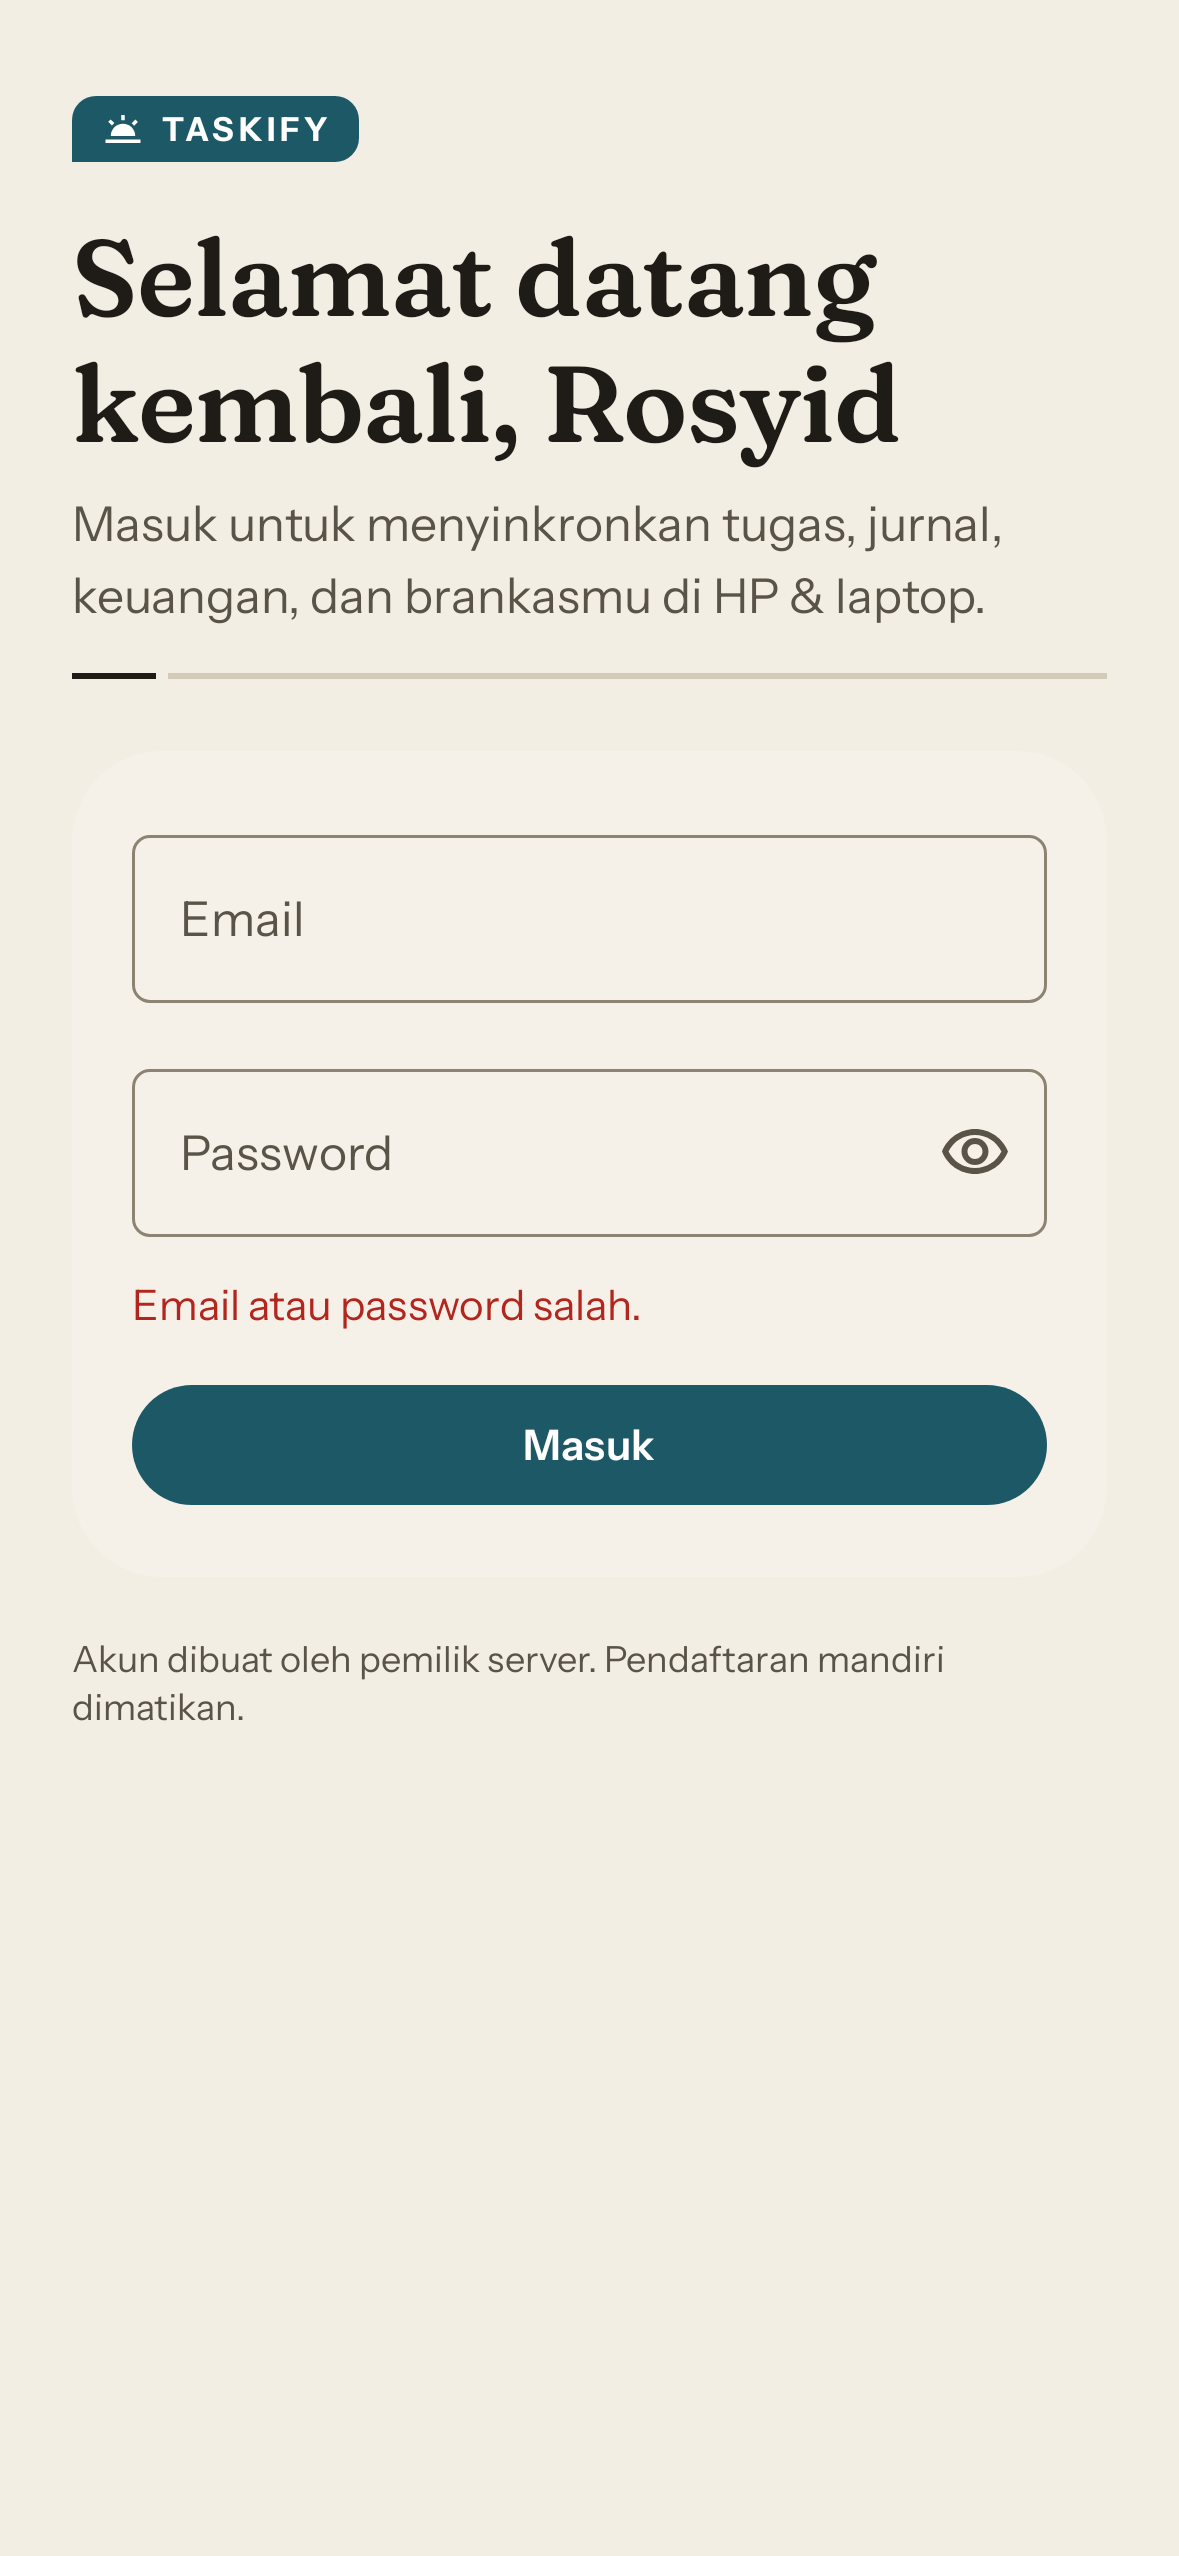 TASKIFY
Selamat datang
kembali, Rosyid
Masuk untuk menyinkronkan tugas, jurnal,
keuangan, dan brankasmu di HP & laptop.
Email
Password
Email atau password salah.
Masuk
Akun dibuat oleh pemilik server. Pendaftaran mandiri
dimatikan.